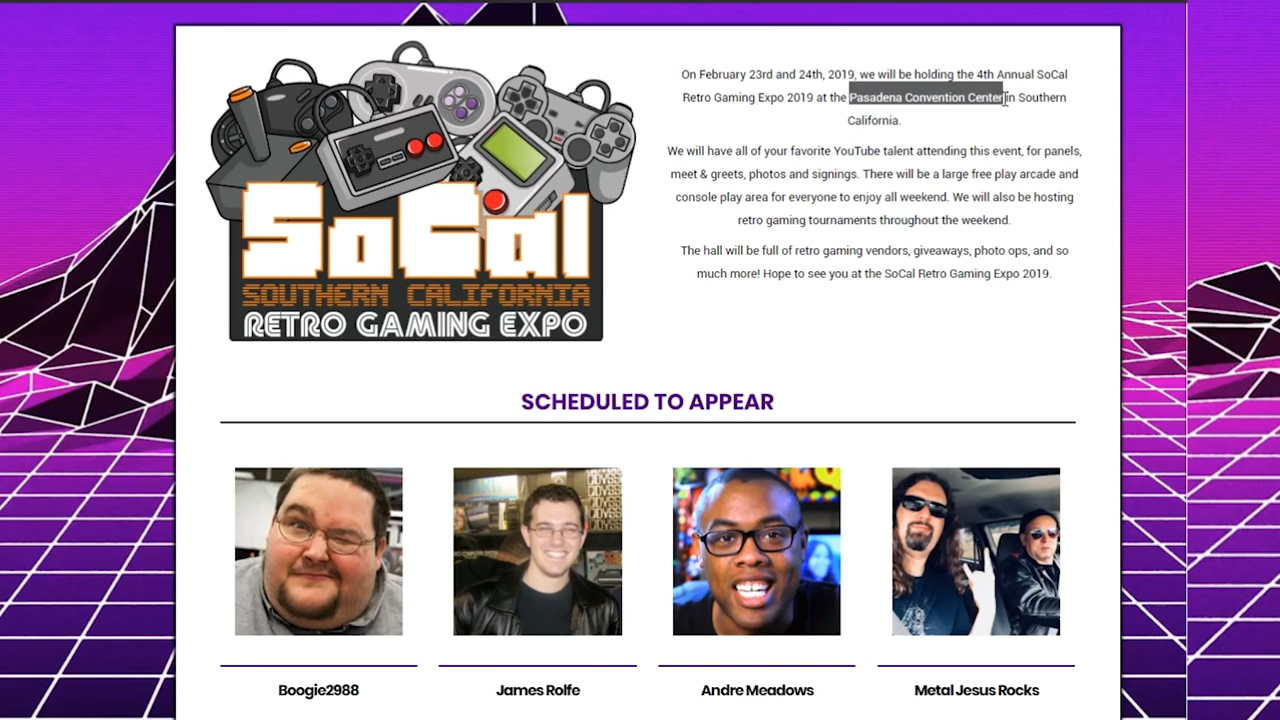 On February 23rd and 24th, 2019, we will be holding the 4th Annual SoCal
Retro Gaming Expo 2019 at the Pasadena Convention Center in Southern
California.
We will have all of your favorite YouTube talent attending this event, for panels,
meet & greets, photos and signings. There will be a large free play arcade and
console play area for everyone to enjoy all weekend. We will also be hosting
retro gaming tournaments throughout the weekend.
The hall will be full of retro gaming vendors, giveaways, photo ops, and so
much more! Hope to see you at the SoCal Retro Gaming Expo 2019.
SoCal
SOUTHERN CALIFORNIA
RETRO GAMING EXPO
SCHEDULED TO APPEAR
Boogie2988
James Rolfe
Andre Meadows
Metal Jesus Rocks